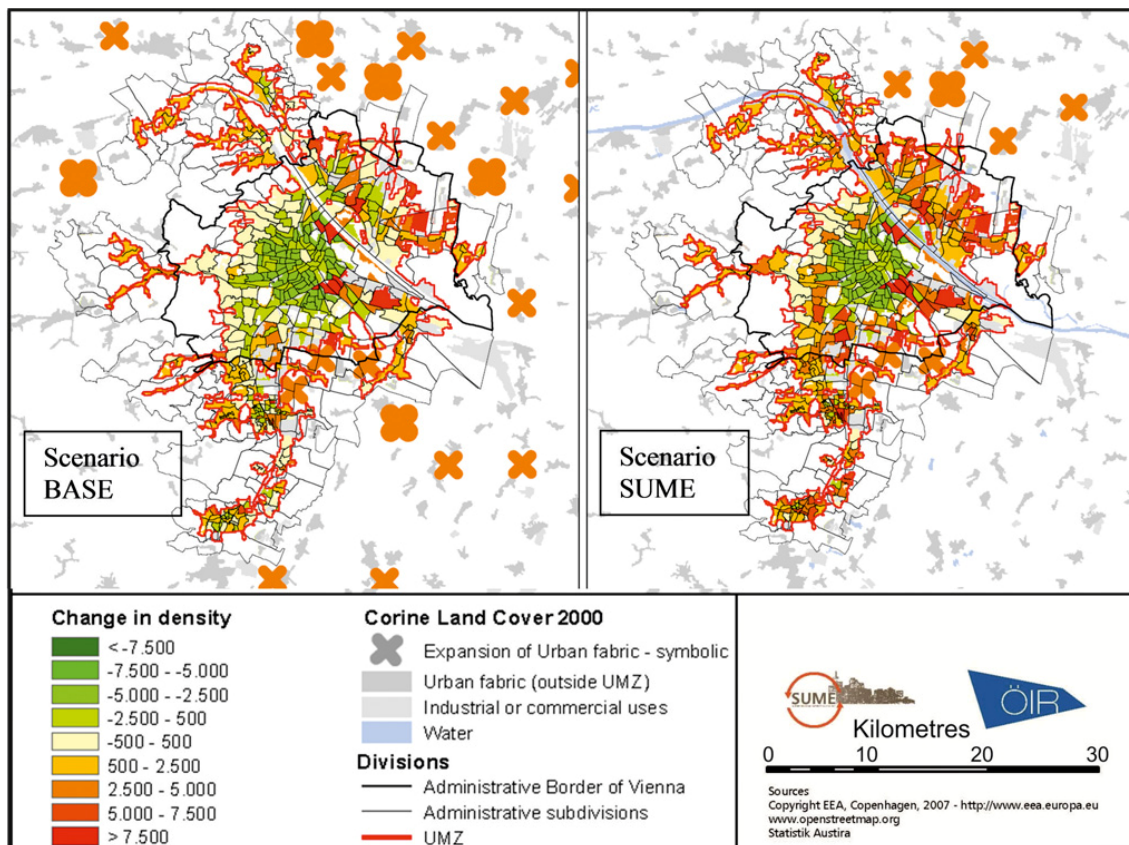 Scenario
BASE
Scenario
SUME
Change in density
< -7.500
-7.500 - -5.000
-5.000 - -2.500
-2.500 - 500
-500 - 500
500 - 2.500
2.500 - 5.000
5.000 - 7.500
> 7.500
Corine Land Cover 2000
Expansion of Urban fabric - symbolic
Urban fabric (outside UMZ)
Industrial or commercial uses
Water
Divisions
Administrative Border of Vienna
Administrative subdivisions
UMZ
SUME
ÖIR
Kilometres
0 10 20 30
Sources
Copyright EEA, Copenhagen, 2007 - http://www.eea.europa.eu
www.openstreetmap.org
Statistik Austira